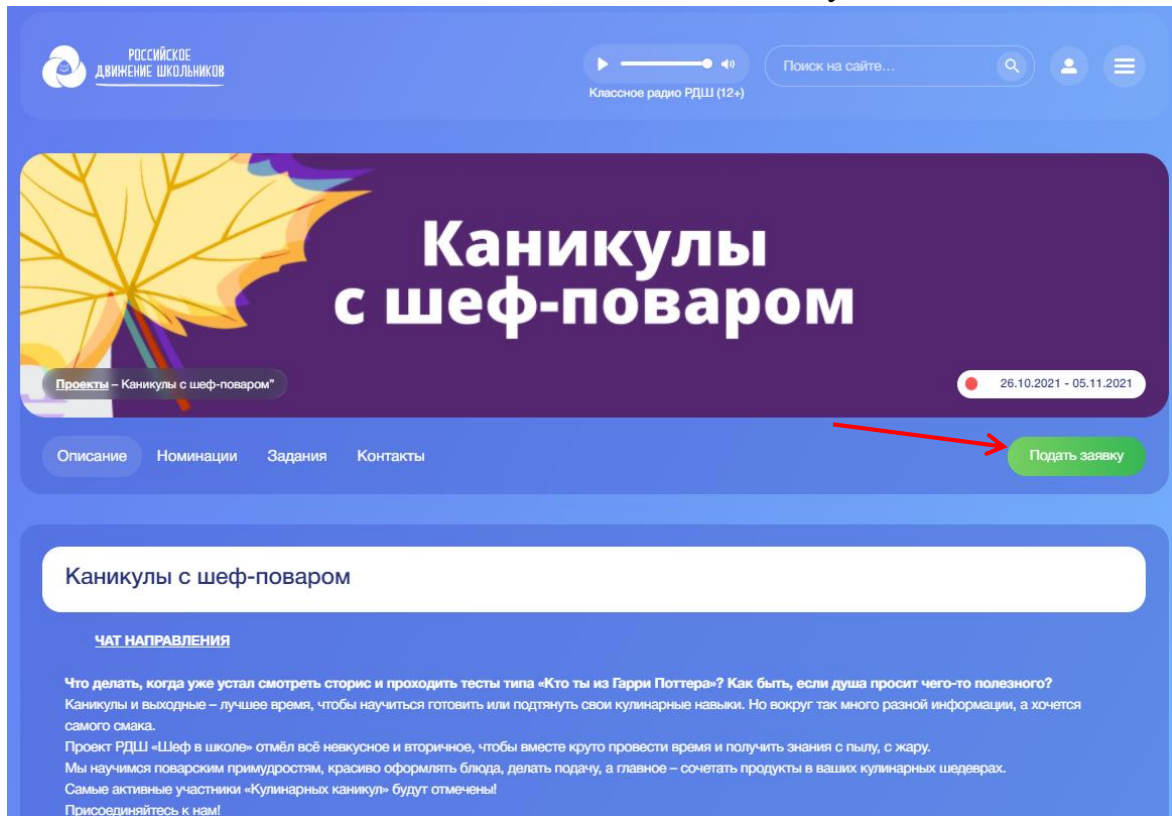 РОССИЙСКОЕ
ДВИЖЕНИЕ ШКОЛЬНИКОВ
Классное радио РДШ (12+)
Поиск на сайте...
Каникулы
с шеф-поваром
Проекты – Каникулы с шеф-поваром"
26.10.2021 - 05.11.2021
Описание Номинации Задания Контакты
Подать заявку
Каникулы с шеф-поваром
ЧАТ НАПРАВЛЕНИЯ
Что делать, когда уже устал смотреть сторис и проходить тесты типа «Кто ты из Гарри Поттера»? Как быть, если душа просит чего-то полезного?
Каникулы и выходные – лучшее время, чтобы научиться готовить или подтянуть свои кулинарные навыки. Но вокруг так много разной информации, а хочется
самого смака.
Проект РДШ «Шеф в школе» отмёл всё невкусное и вторичное, чтобы вместе круто провести время и получить знания с пылу, с жару.
Мы научимся поварским примудростям, красиво оформлять блюда, делать подачу, а главное – сочетать продукты в ваших кулинарных шедеврах.
Самые активные участники «Кулинарных каникул» будут отмечены!
Присоединяйтесь к нам!